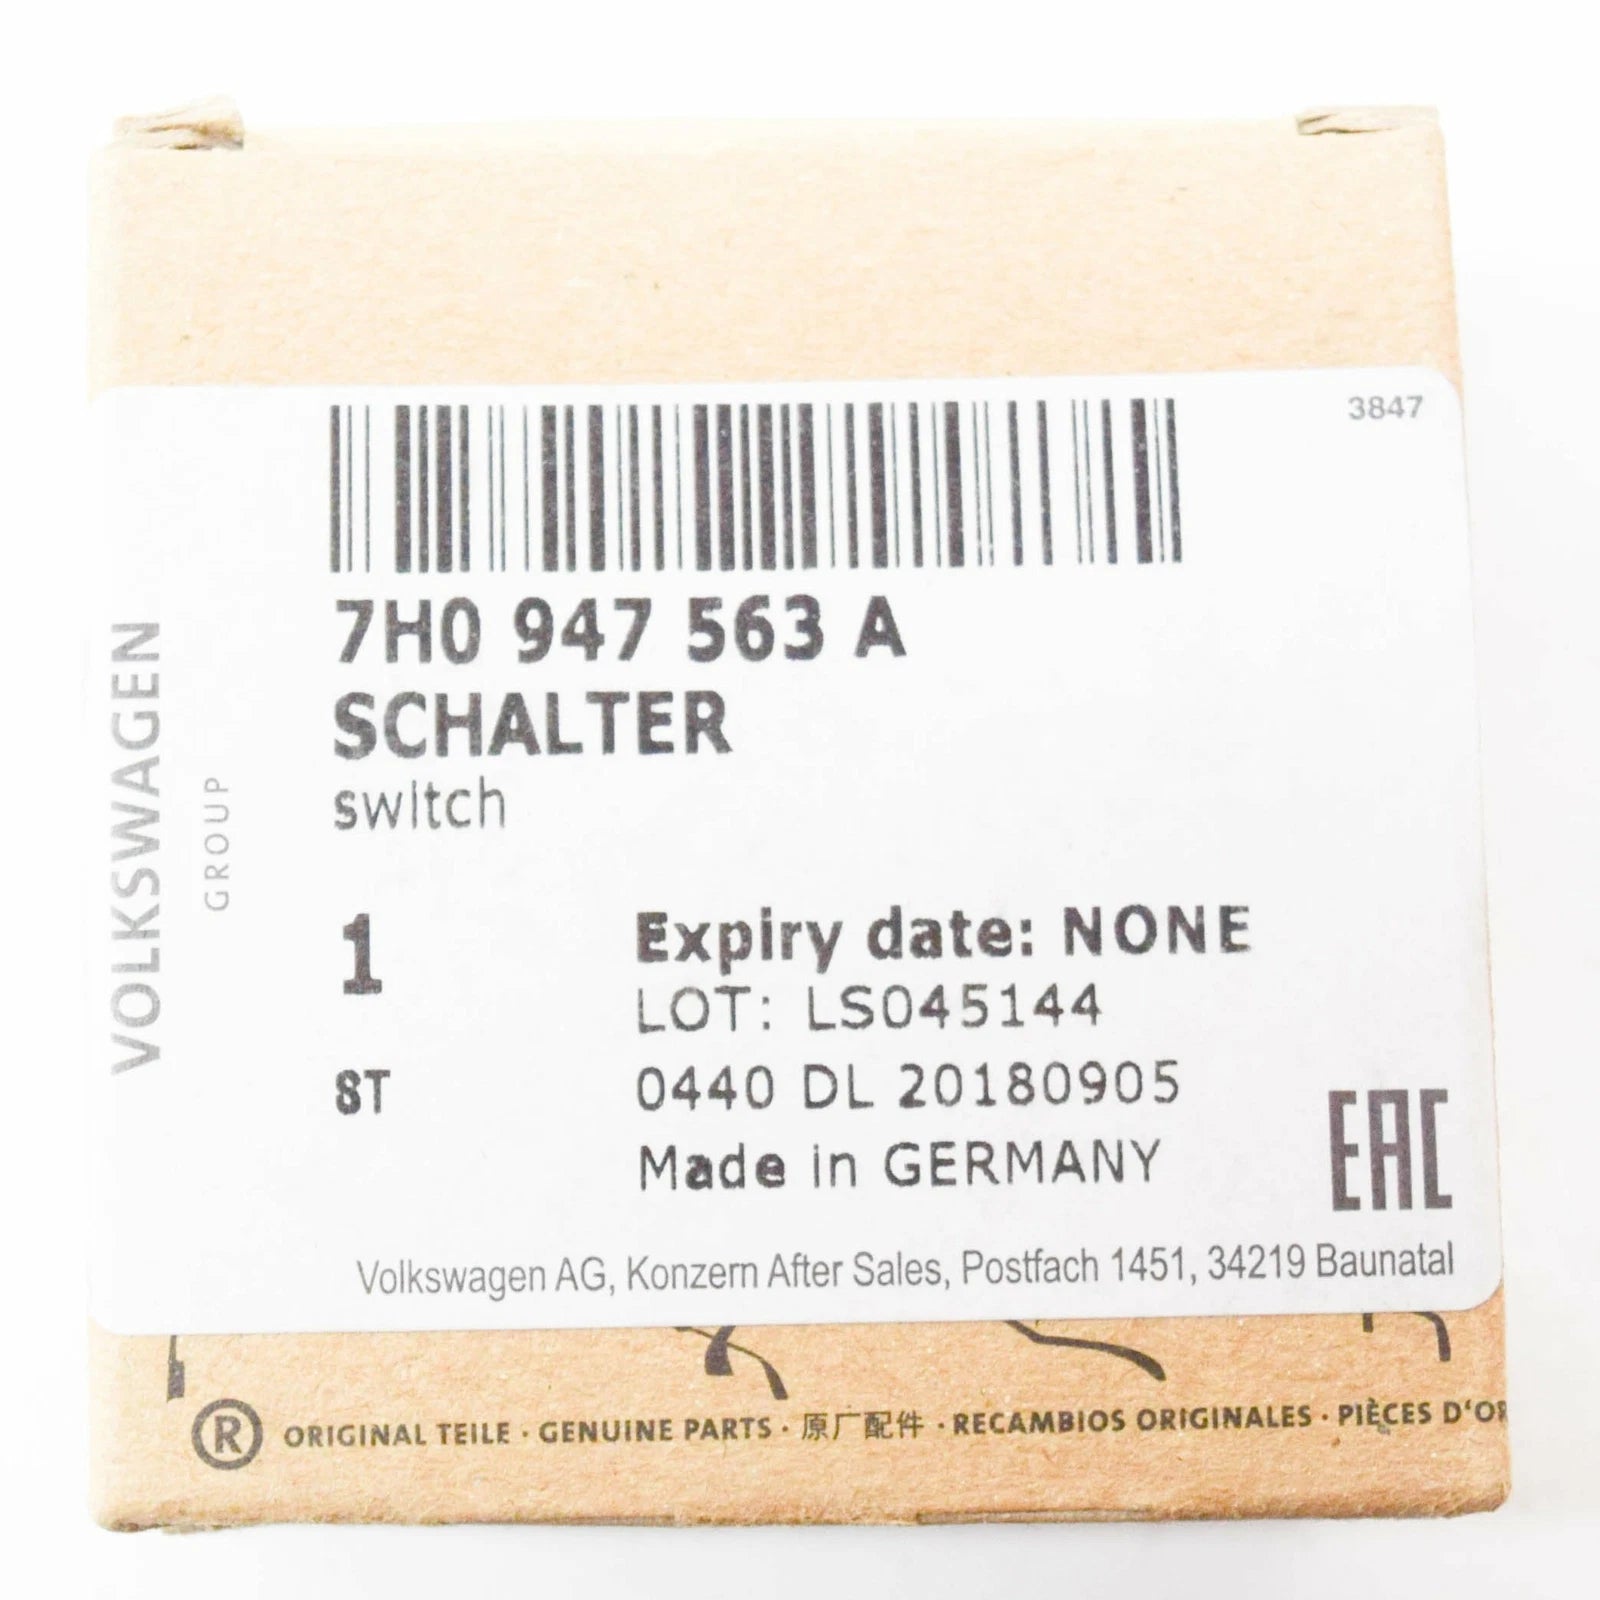 3847
7H0 947 563 A
SCHALTER
switch
1
Expiry date: NONE
LOT: LS045144
ST
0440 DL 20180905
Made in GERMANY
EAC
VOLKSWAGEN
GROUP
Volkswagen AG, Konzern After Sales, Postfach 1451, 34219 Baunatal
® ORIGINAL TEILE · GENUINE PARTS · 原厂配件 · RECAMBIOS ORIGINALES · PIÈCES D'OR